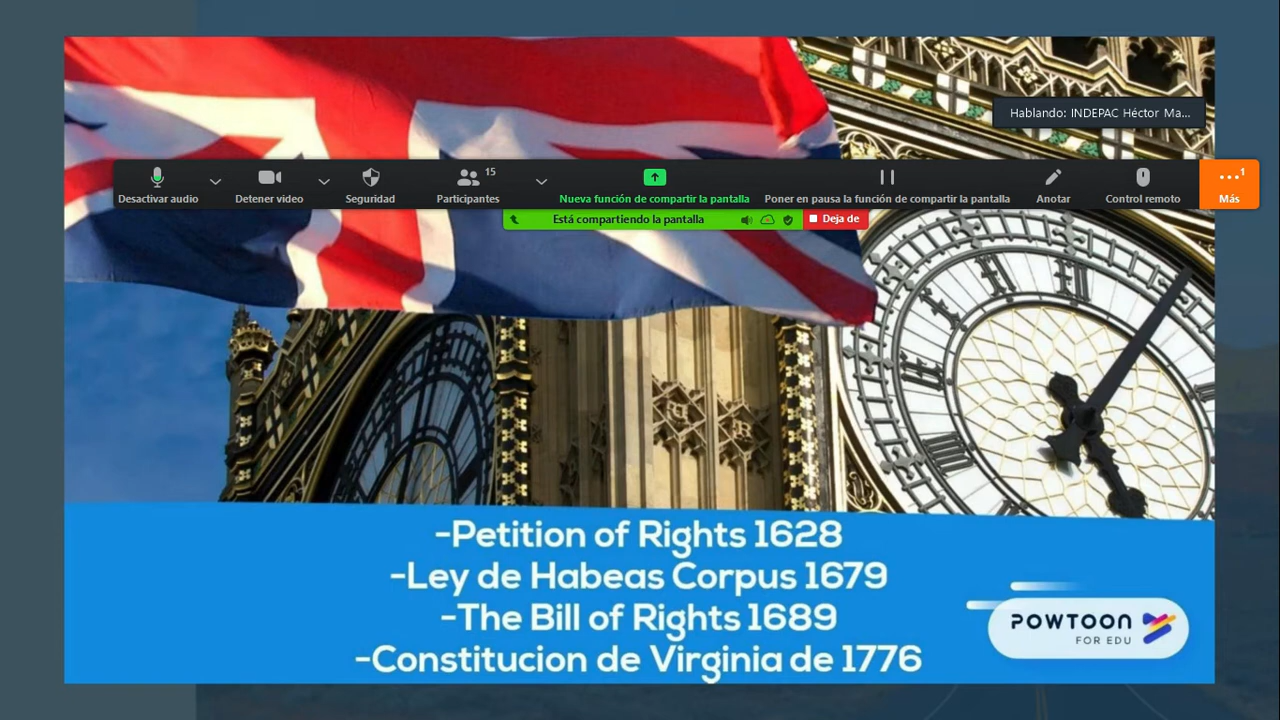 Hablando: INDEPAC Héctor Ma...
15
1
Desactivar audio
Detener video
Seguridad
Participantes
Nueva función de compartir la pantalla
Poner en pausa la función de compartir la pantalla
Anotar
Control remoto
Más
Está compartiendo la pantalla
Deja de
-Petition of Rights 1628
-Ley de Habeas Corpus 1679
-The Bill of Rights 1689
-Constitucion de Virginia de 1776
POWTOON
FOR EDU